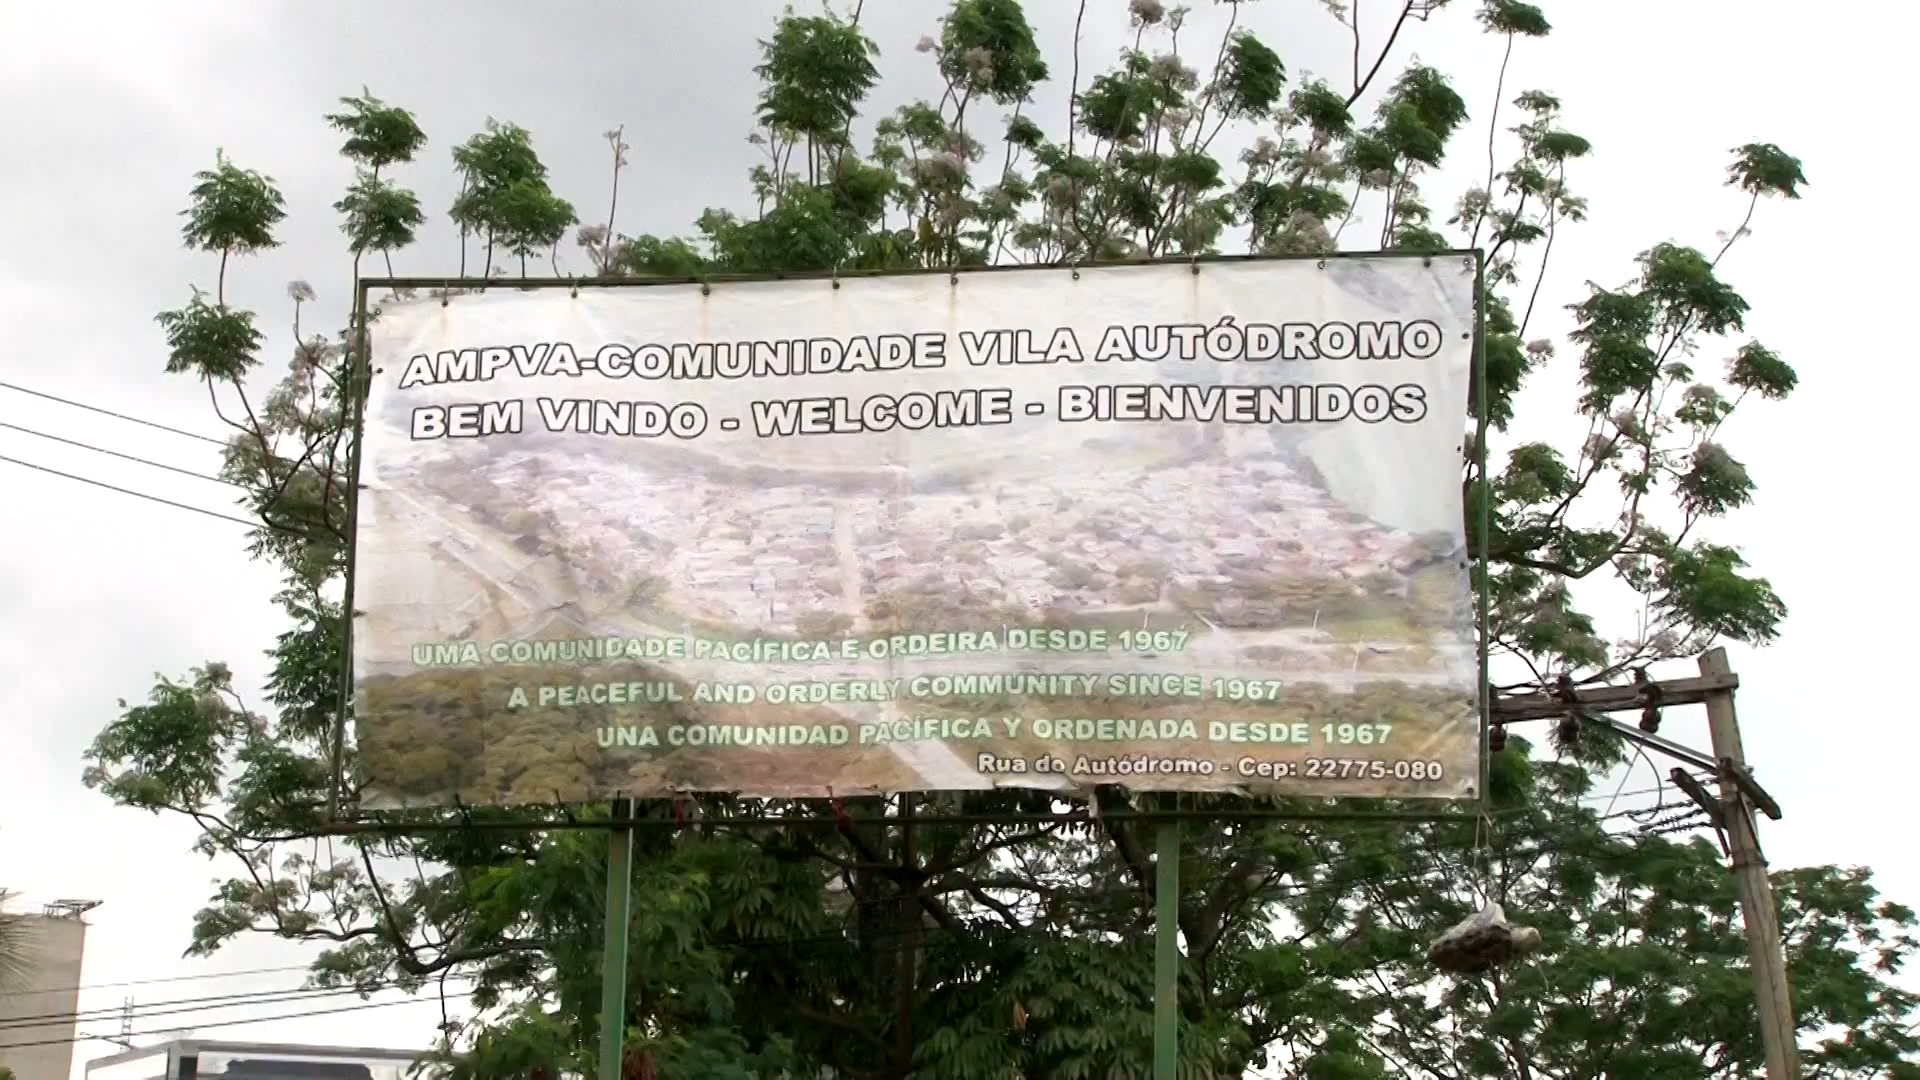 AMPVA-COMUNIDADE VILA AUTÓDROMO
BEM VINDO - WELCOME - BIENVENIDOS
UMA COMUNIDADE PACÍFICA E ORDEIRA DESDE 1967
A PEACEFUL AND ORDERLY COMMUNITY SINCE 1967
UNA COMUNIDAD PACÍFICA Y ORDENADA DESDE 1967
Rua do Autódromo - Cep: 22775-080